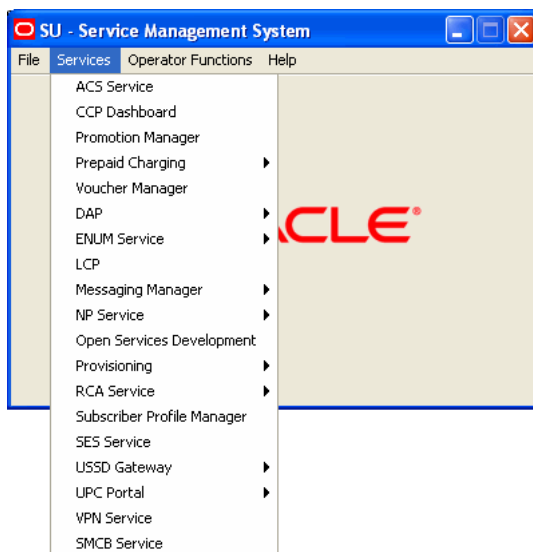 SU - Service Management System
File Services Operator Functions Help
ACS Service
CCP Dashboard
Promotion Manager
Prepaid Charging
Voucher Manager
DAP
ENUM Service
CLE®
LCP
Messaging Manager
NP Service
Open Services Development
Provisioning
RCA Service
Subscriber Profile Manager
SES Service
USSD Gateway
UPC Portal
VPN Service
SMCB Service